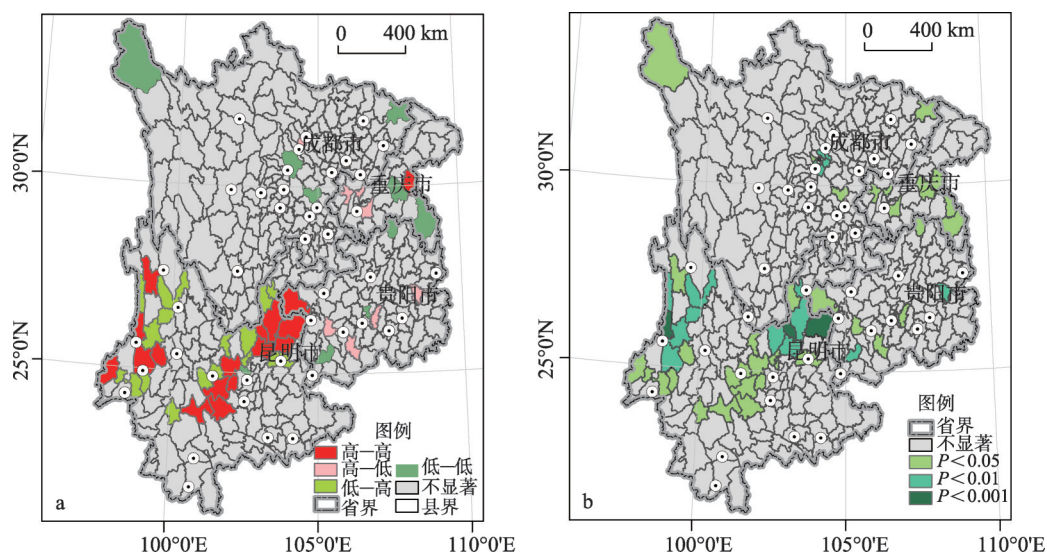 0 400 km
30°0'N
25°0'N
成都市
重庆市
贵阳市
昆明市
图例
高—高
高—低
低—高
省界
低—低
不显著
县界
a
100°0'E 105°0'E 110°0'E
0 400 km
30°0'N
25°0'N
成都市
重庆市
贵阳市
昆明市
图例
省界
不显著
P＜0.05
P＜0.01
P＜0.001
b
100°0'E 105°0'E 110°0'E